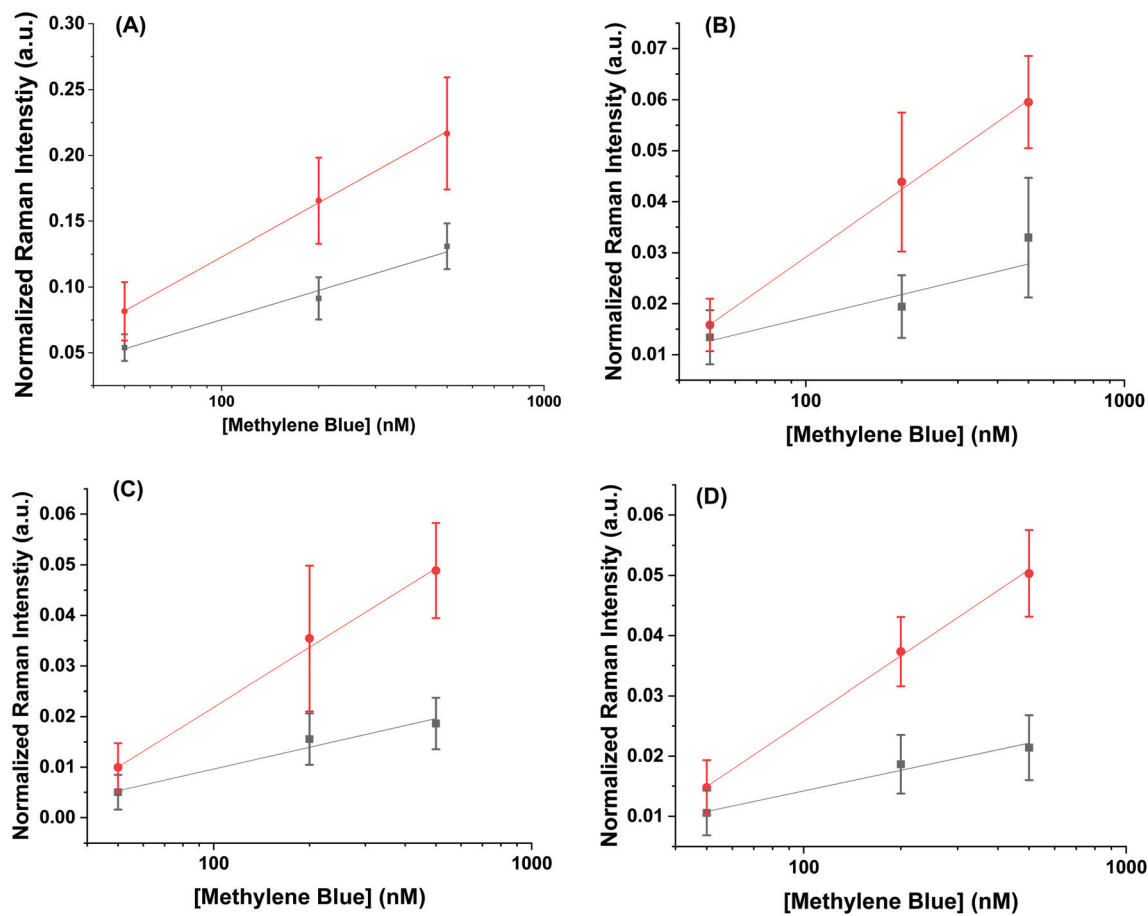 (A)
Normalized Raman Intenstiy (a.u.)
0.30
0.25
0.20
0.15
0.10
0.05
100
1000
[Methylene Blue] (nM)
(B)
Normalized Raman Intensity (a.u.)
0.07
0.06
0.05
0.04
0.03
0.02
0.01
100
1000
[Methylene Blue] (nM)
(C)
Normalized Raman Intenstiy (a.u.)
0.06
0.05
0.04
0.03
0.02
0.01
0.00
100
1000
[Methylene Blue] (nM)
(D)
Normalized Raman Intensity (a.u.)
0.06
0.05
0.04
0.03
0.02
0.01
100
1000
[Methylene Blue] (nM)